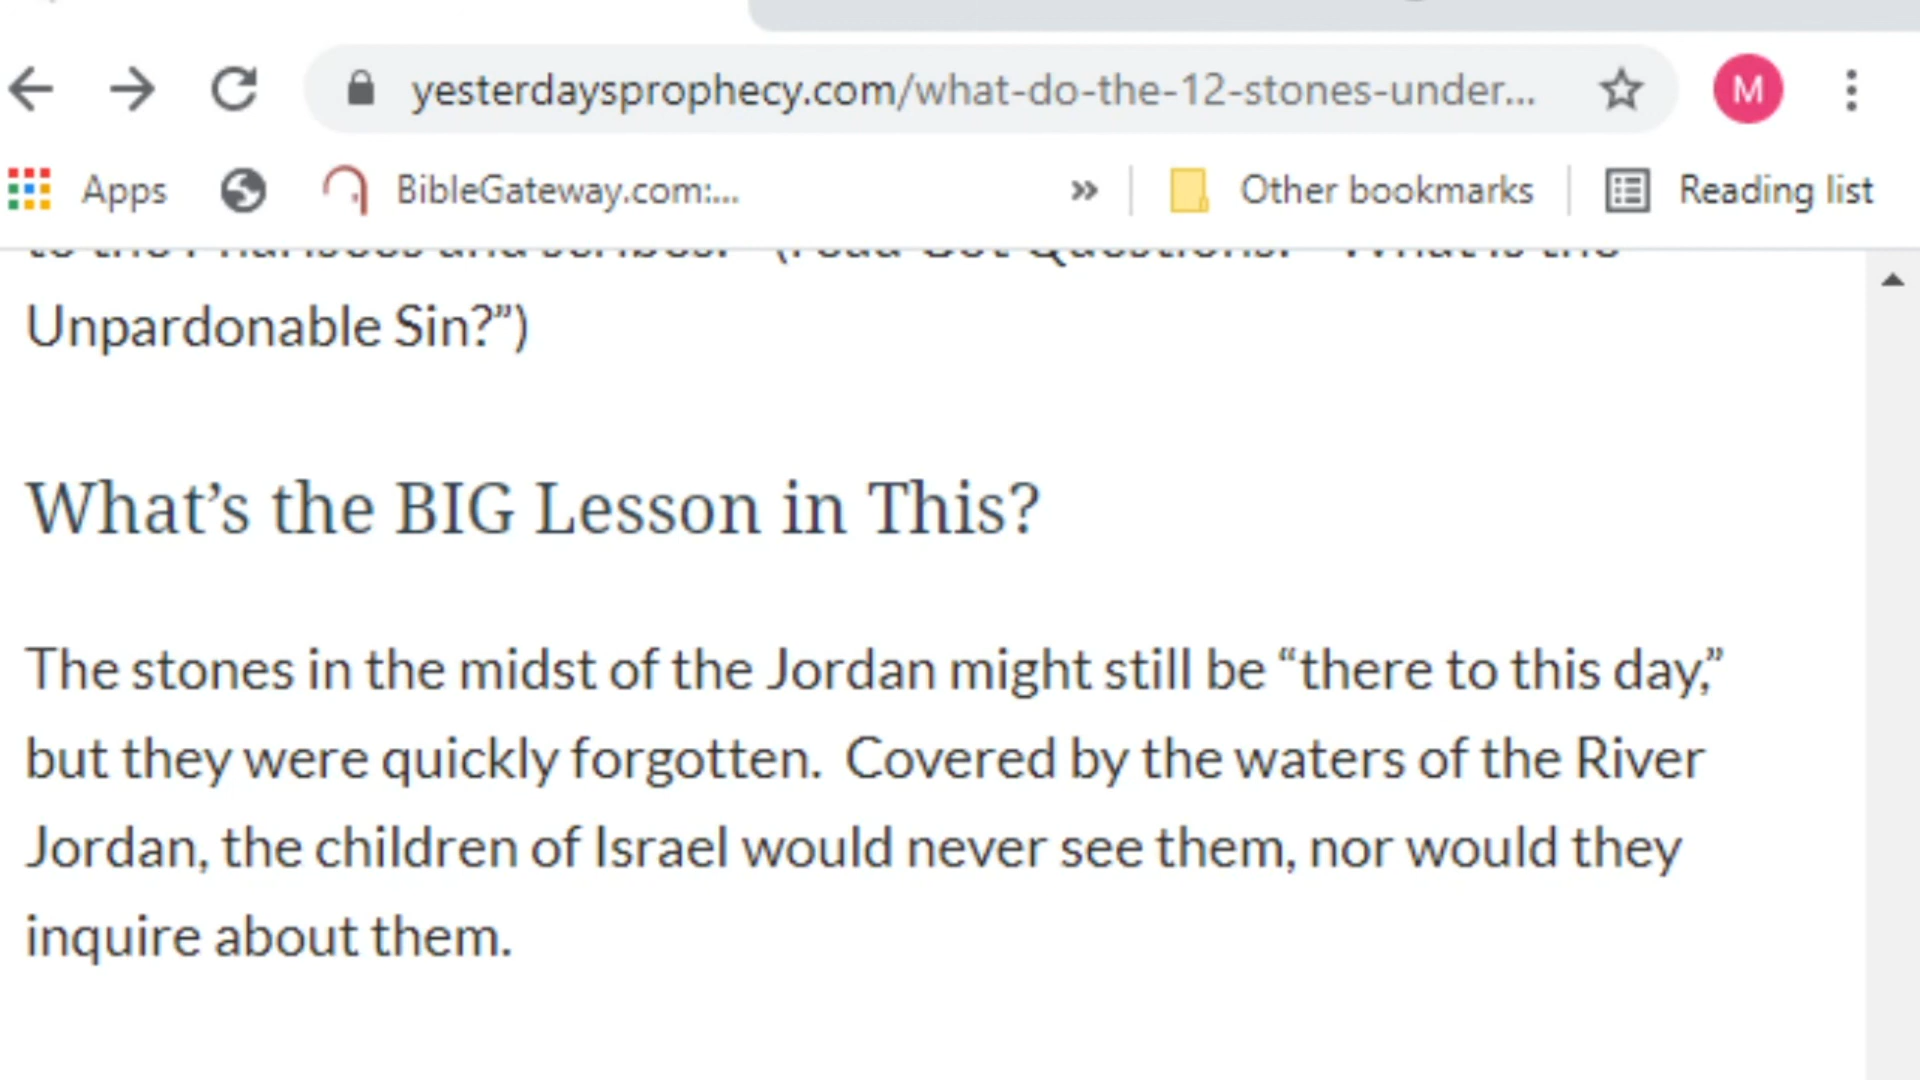 yesterdaysprophecy.com/what-do-the-12-stones-under...
M
Apps
BibleGateway.com:...
»
Other bookmarks
Reading list
Unpardonable Sin?”)
What’s the BIG Lesson in This?
The stones in the midst of the Jordan might still be “there to this day,”
but they were quickly forgotten.  Covered by the waters of the River
Jordan, the children of Israel would never see them, nor would they
inquire about them.